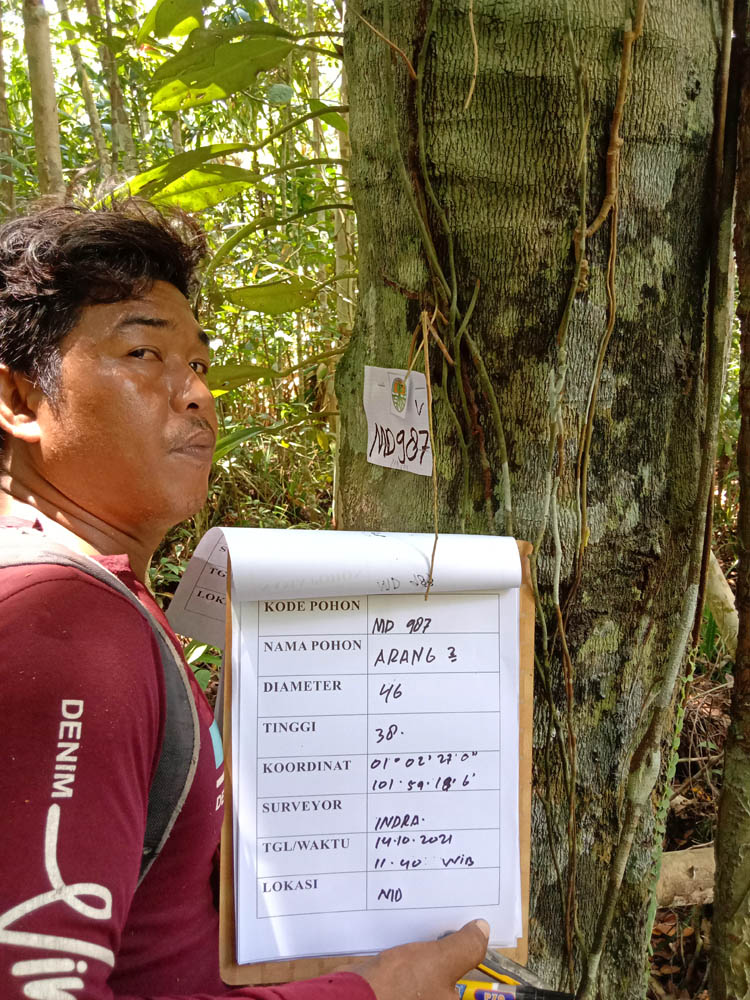 V
MD987
KODE POHON MD 987
NAMA POHON ARANG 2
DIAMETER 46
TINGGI 38.
KOORDINAT 01° 02' 27.0"
101.59.18.6'
SURVEYOR INDRA.
TGL/WAKTU 14.10.2021
11.40 WIB
LOKASI MD
DENIM